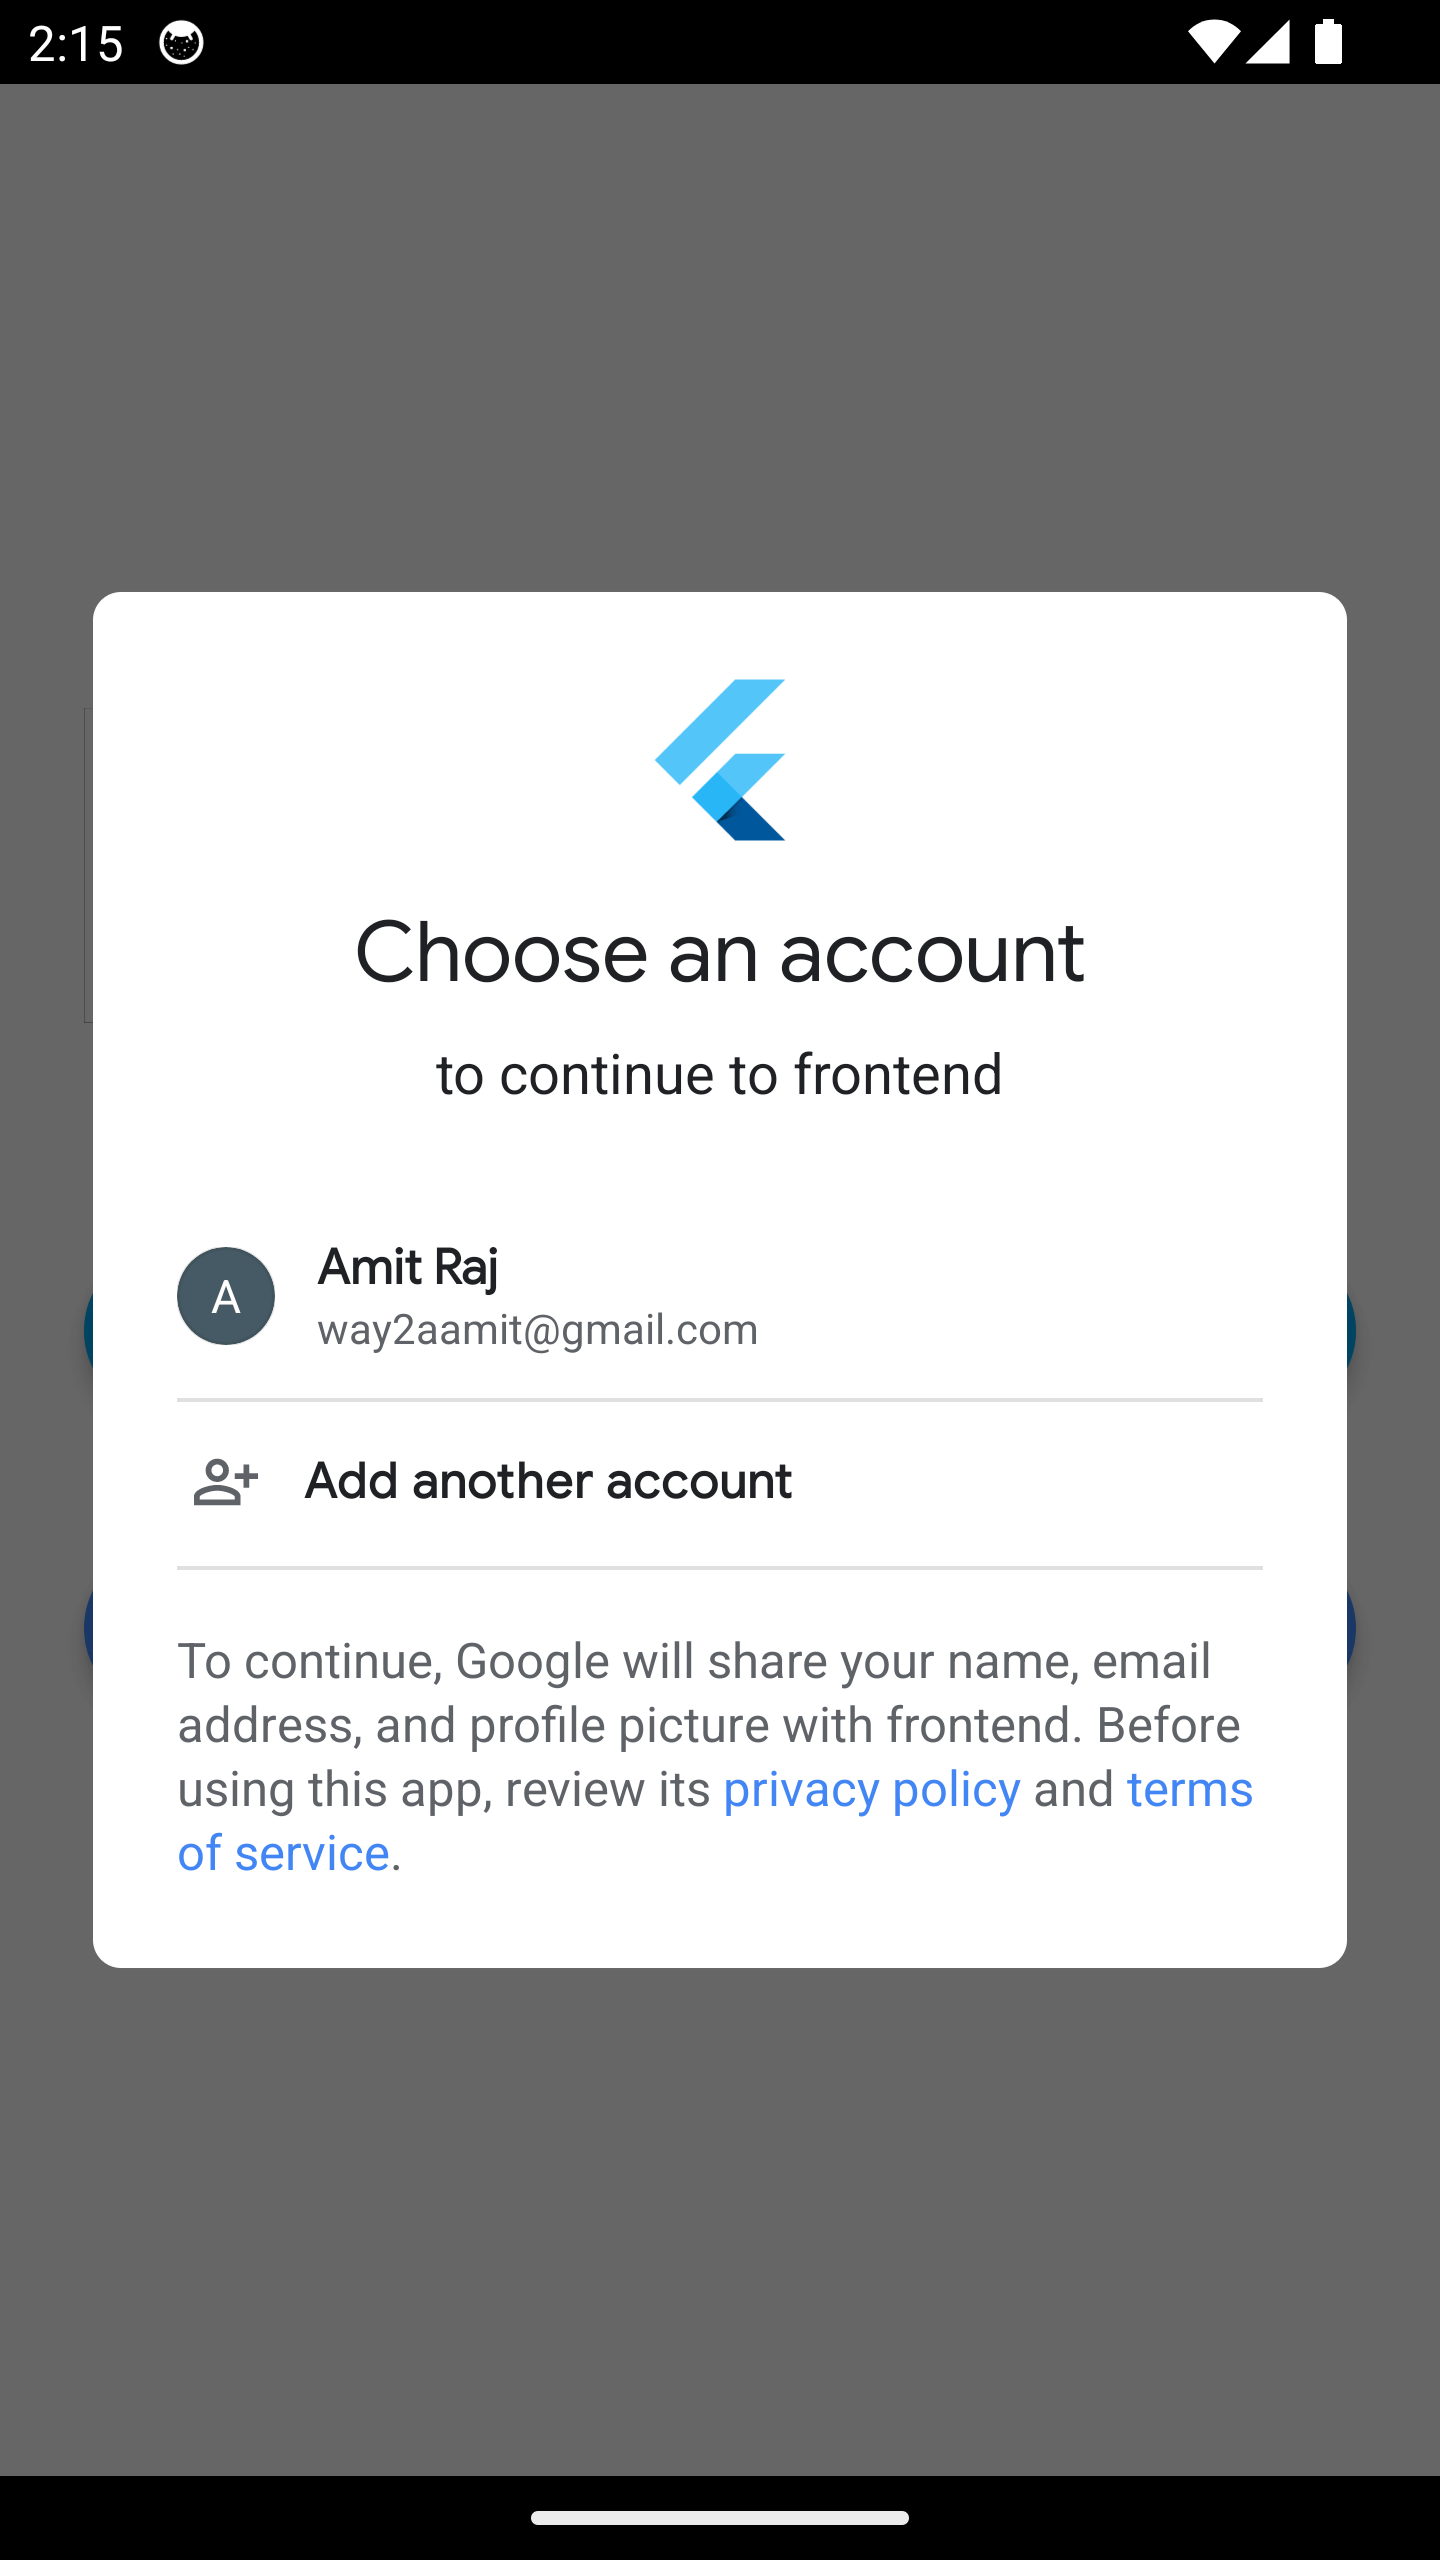 2:15
Choose an account
to continue to frontend
A
Amit Raj
way2aamit@gmail.com
Add another account
To continue, Google will share your name, email
address, and profile picture with frontend. Before
using this app, review its privacy policy and terms
of service.